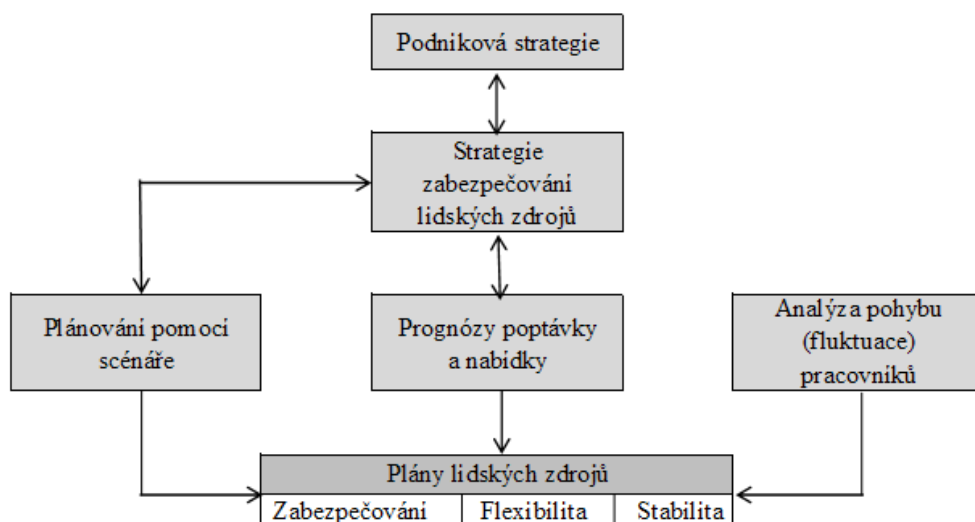 Podniková strategie
Strategie
zabezpečování
lidských zdrojů
Plánování pomocí
scénáře
Prognózy poptávky
a nabídky
Analýza pohybu
(fluktuace)
pracovníků
Plány lidských zdrojů
Zabezpečování
Flexibilita
Stabilita